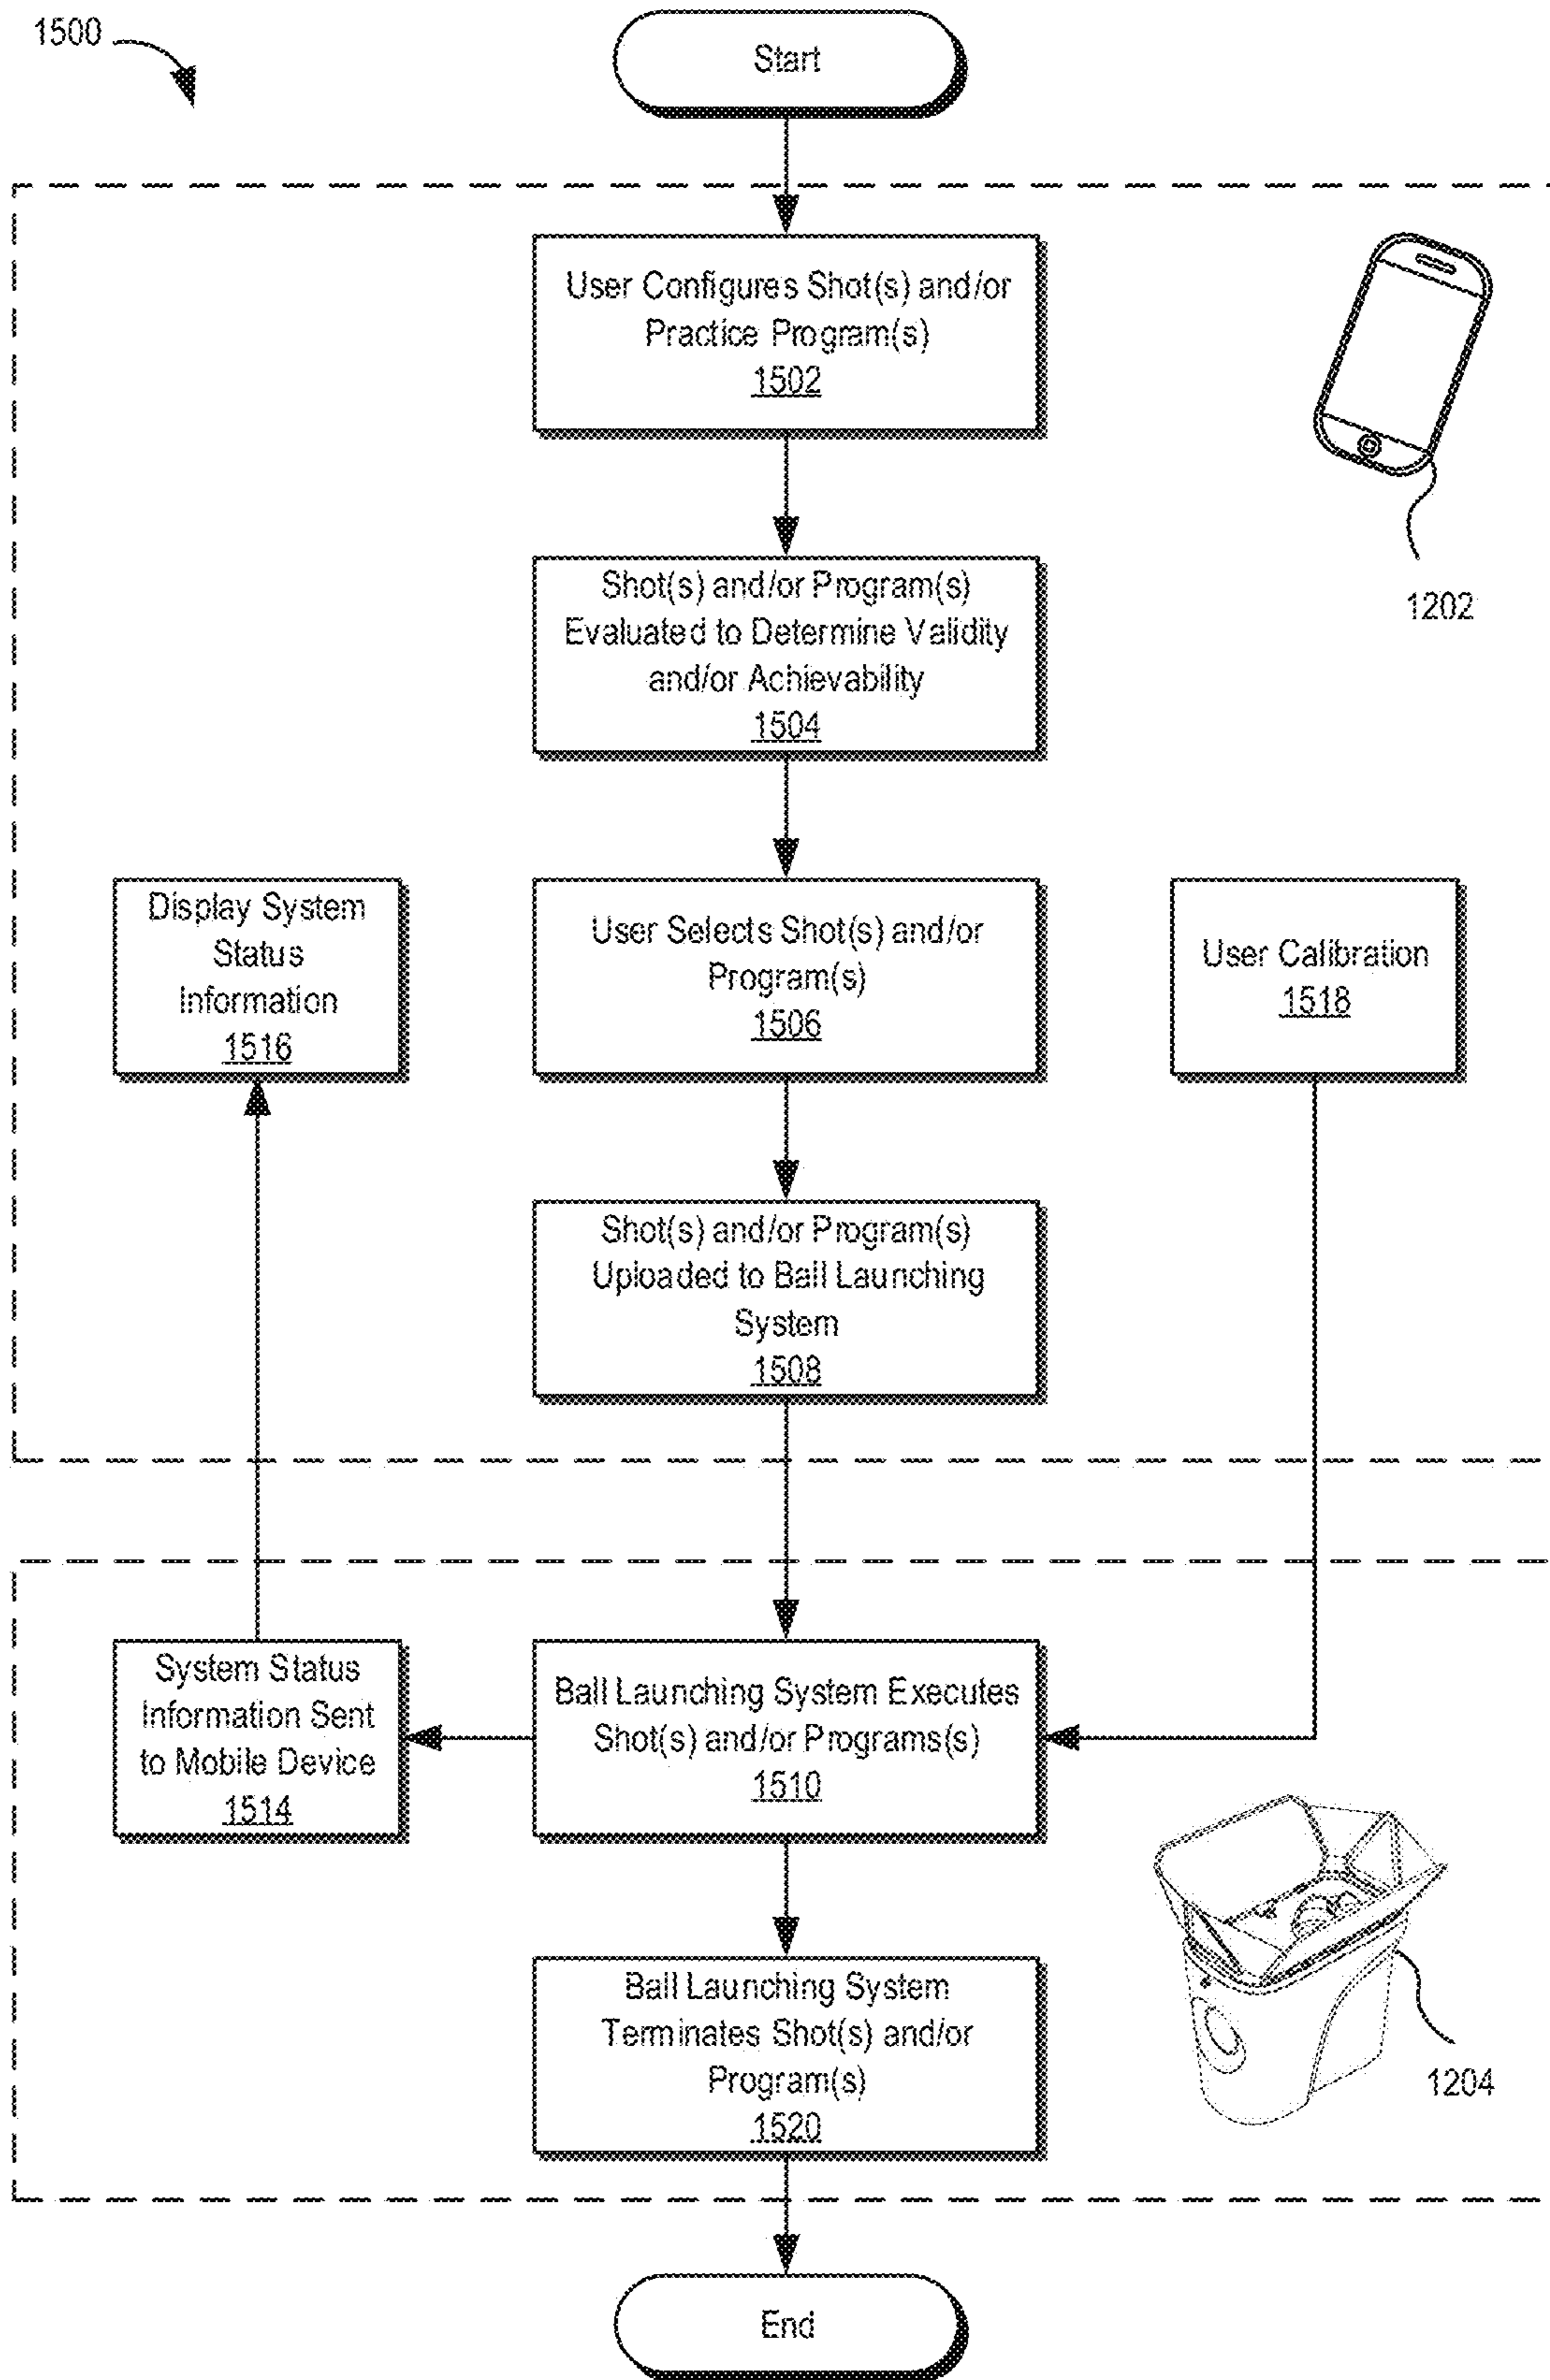 1500
Start
User Configures Shot(s) and/or
Practice Program(s)
1502
1202
Shot(s) and/or Program(s)
Evaluated to Determine Validity
and/or Achievability
1504
Display System
Status
Information
1516
User Selects Shot(s) and/or
Program(s)
1506
User Calibration
1518
Shot(s) and/or Program(s)
Uploaded to Ball Launching
System
1508
System Status
Information Sent
to Mobile Device
1514
Ball Launching System Executes
Shot(s) and/or Programs(s)
1510
Ball Launching System
Terminates Shot(s) and/or
Program(s)
1520
1204
End